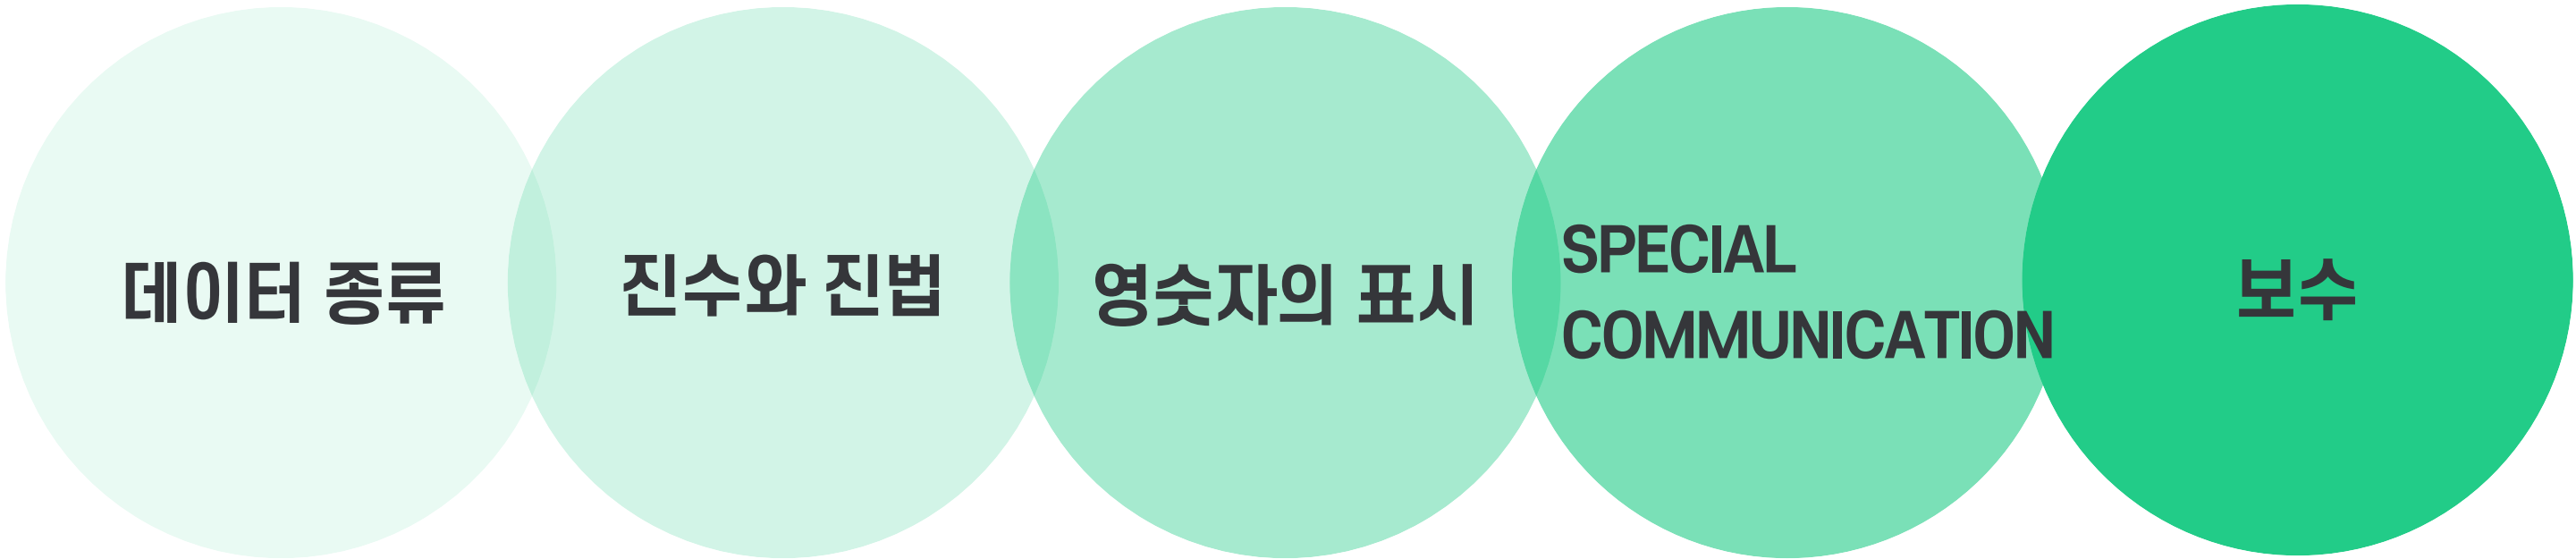 데이터 종류
진수와 진법
영숫자의 표시
SPECIAL
COMMUNICATION
보수